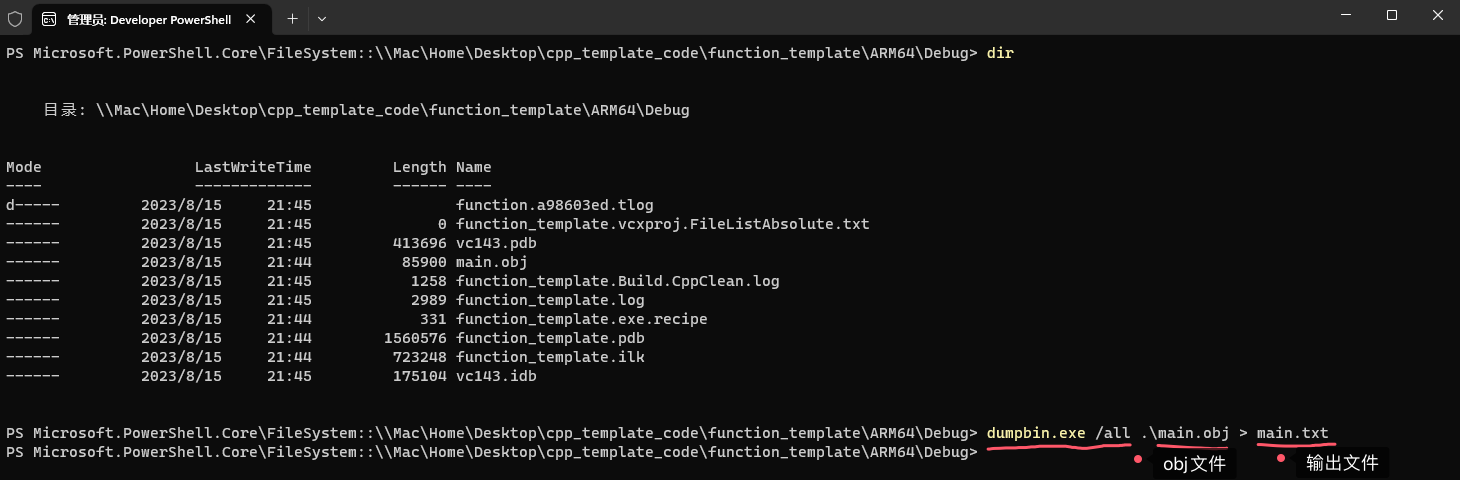 管理员: Developer PowerShell
PS Microsoft.PowerShell.Core\FileSystem::\\Mac\Home\Desktop\cpp_template_code\function_template\ARM64\Debug> dir
目录: \\Mac\Home\Desktop\cpp_template_code\function_template\ARM64\Debug
Mode                 LastWriteTime         Length Name
----                 -------------         ------ ----
d-----         2023/8/15     21:45                function.a98603ed.tlog
------         2023/8/15     21:45              0 function_template.vcxproj.FileListAbsolute.txt
------         2023/8/15     21:45         413696 vc143.pdb
------         2023/8/15     21:44          85900 main.obj
------         2023/8/15     21:45           1258 function_template.Build.CppClean.log
------         2023/8/15     21:45           2989 function_template.log
------         2023/8/15     21:44            331 function_template.exe.recipe
------         2023/8/15     21:44        1560576 function_template.pdb
------         2023/8/15     21:44         723248 function_template.ilk
------         2023/8/15     21:45         175104 vc143.idb
PS Microsoft.PowerShell.Core\FileSystem::\\Mac\Home\Desktop\cpp_template_code\function_template\ARM64\Debug> dumpbin.exe /all .\main.obj > main.txt
PS Microsoft.PowerShell.Core\FileSystem::\\Mac\Home\Desktop\cpp_template_code\function_template\ARM64\Debug>
obj文件
输出文件